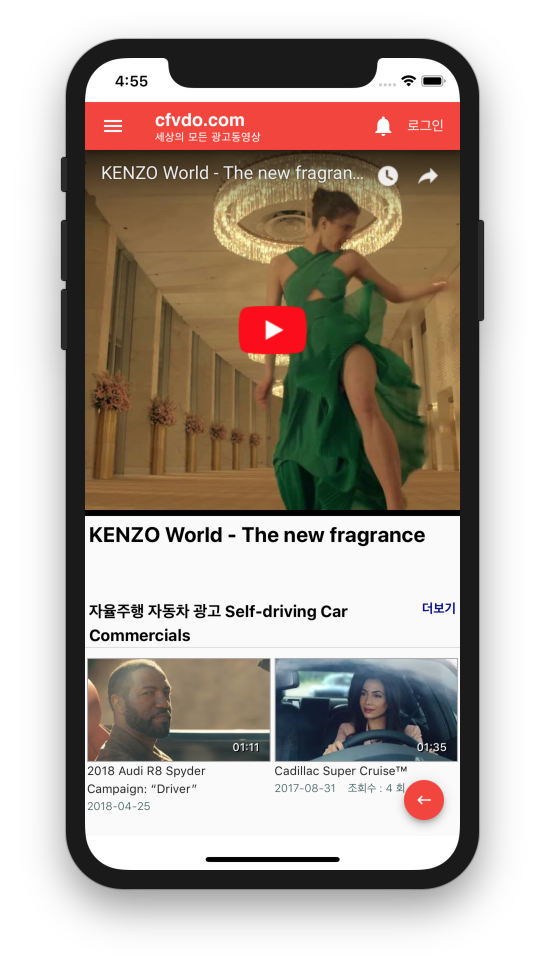 4:55
cfvdo.com
세상의 모든 광고동영상
로그인
KENZO World - The new fragran...
KENZO World - The new fragrance
자율주행 자동차 광고 Self-driving Car
Commercials
더보기
01:11
01:35
2018 Audi R8 Spyder
Campaign: “Driver”
2018-04-25
Cadillac Super Cruise™
2017-08-31 조회수 : 4 회